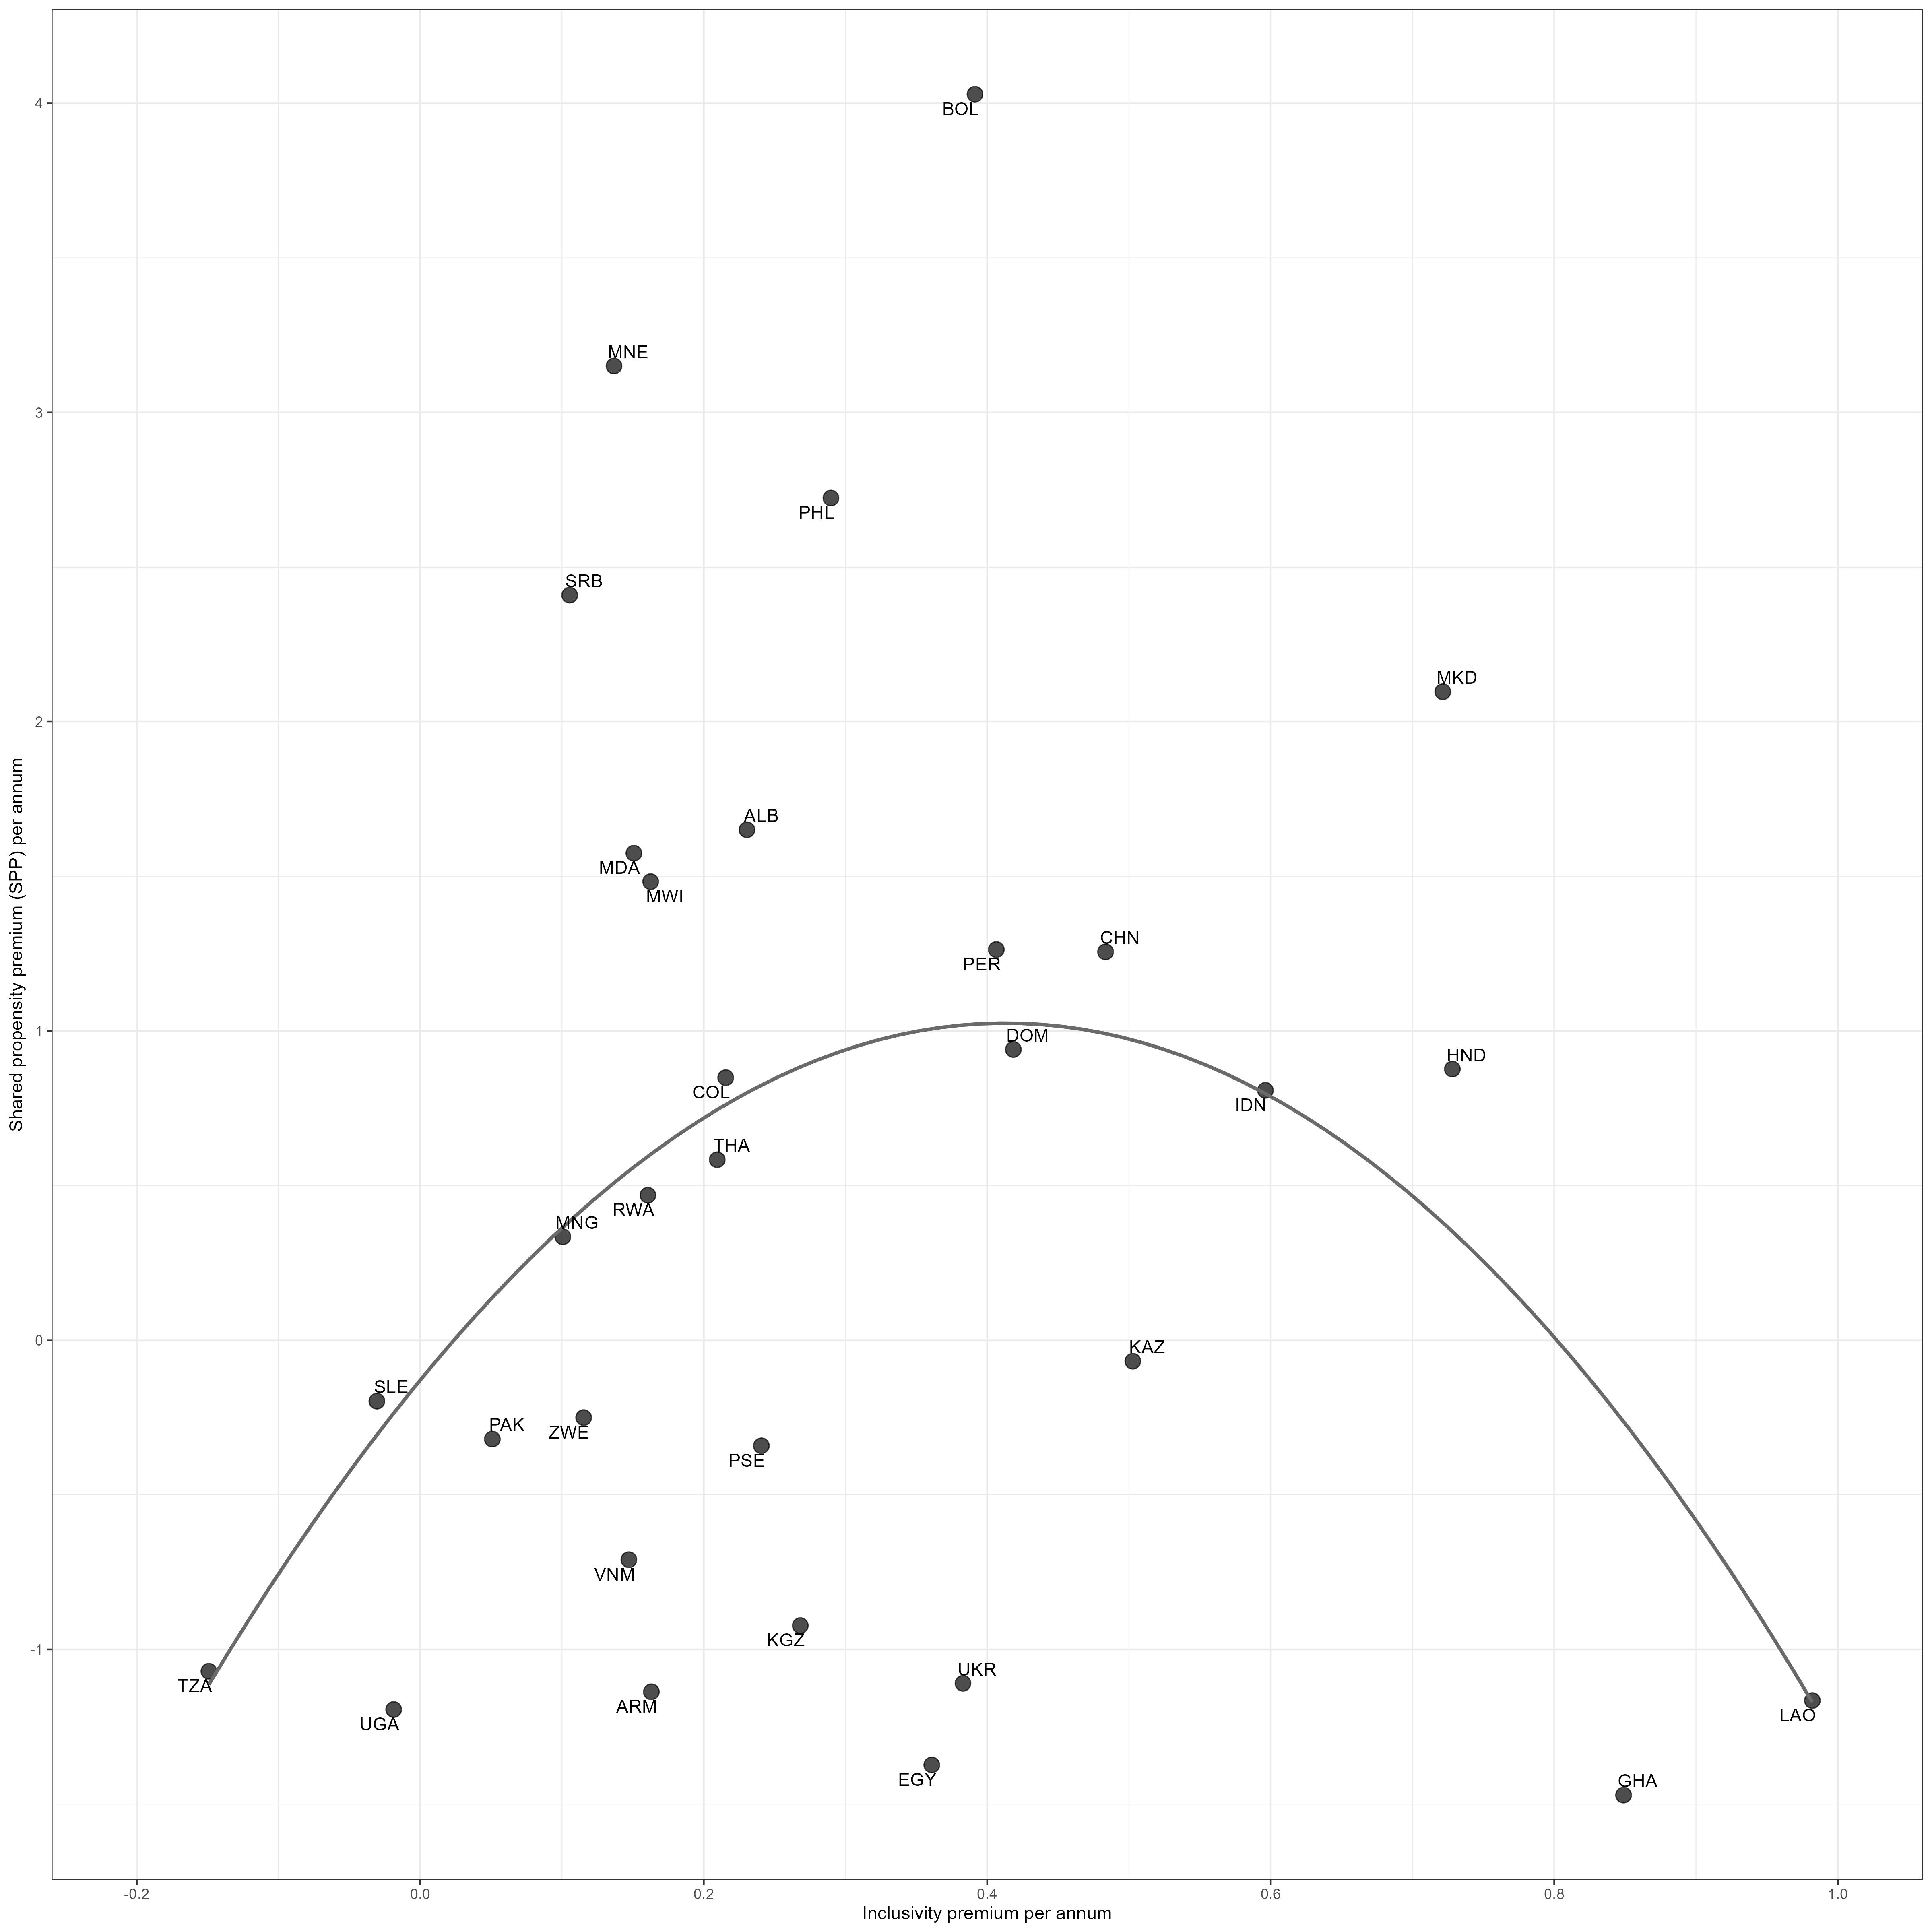 BOL
4
MNE
3
PHL
SRB
MKD
2
ALB
MDA
MWI
CHN
PER
1
DOM
HND
COL
IDN
THA
RWA
MNG
0
KAZ
SLE
PAK
ZWE
PSE
VNM
KGZ
-1
UKR
TZA
ARM
LAO
UGA
EGY
GHA
Shared propensity premium (SPP) per annum
-0.2 0.0 0.2 0.4 0.6 0.8 1.0
Inclusivity premium per annum